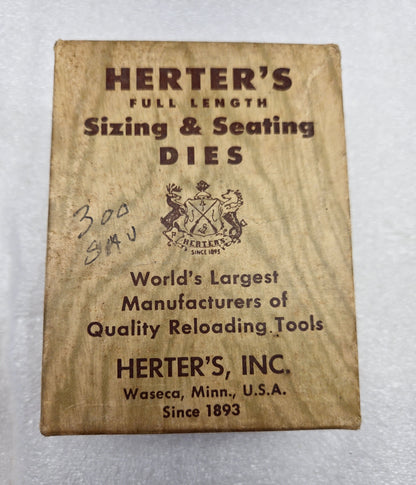 HERTER'S
FULL LENGTH
Sizing & Seating
DIES
300
SAV
HERTER'S
SINCE 1893
World's Largest
Manufacturers of
Quality Reloading Tools
HERTER'S, INC.
Waseca, Minn., U.S.A.
Since 1893